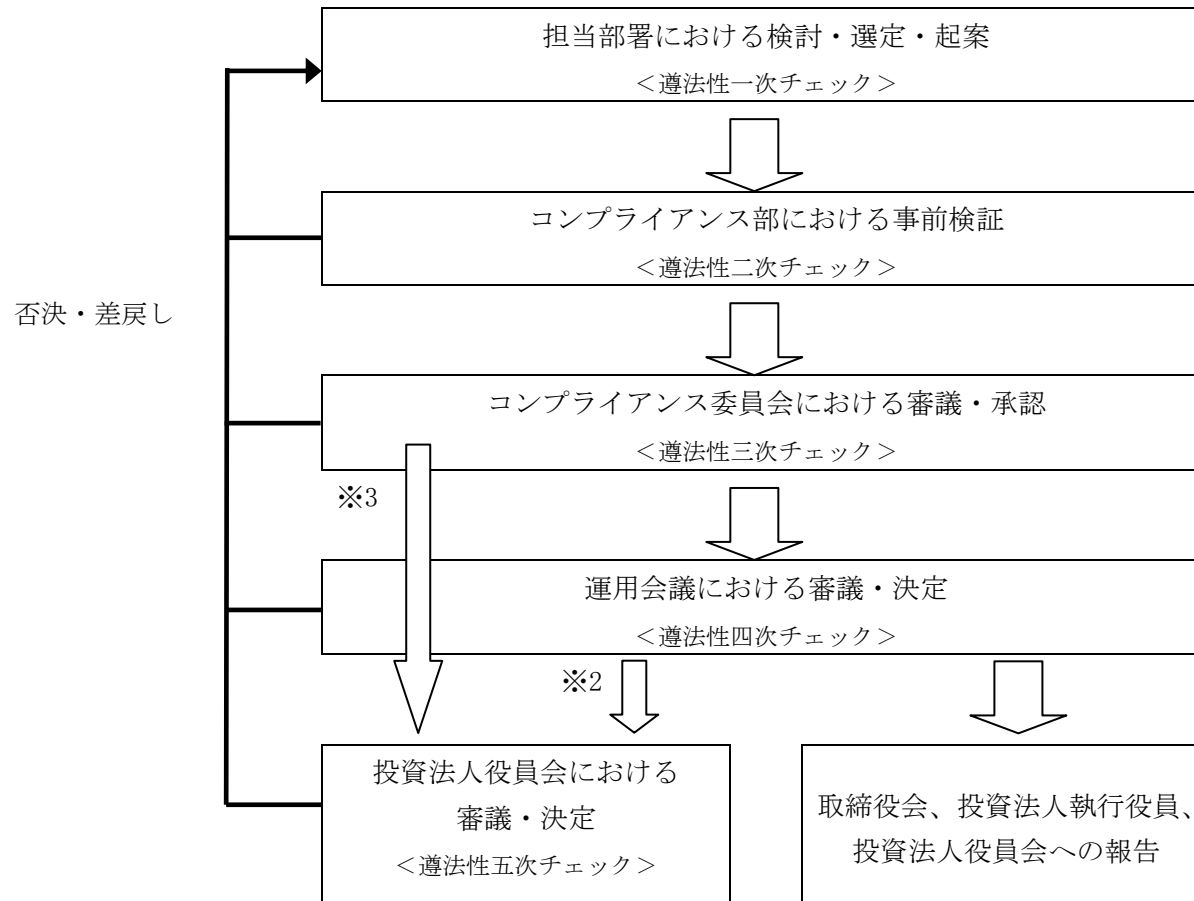 担当部署における検討・選定・起案
＜遵法性一次チェック＞
コンプライアンス部における事前検証
＜遵法性二次チェック＞
否決・差戻し
コンプライアンス委員会における審議・承認
＜遵法性三次チェック＞
※3
運用会議における審議・決定
＜遵法性四次チェック＞
※2
投資法人役員会における
審議・決定
＜遵法性五次チェック＞
取締役会、投資法人執行役員、
投資法人役員会への報告